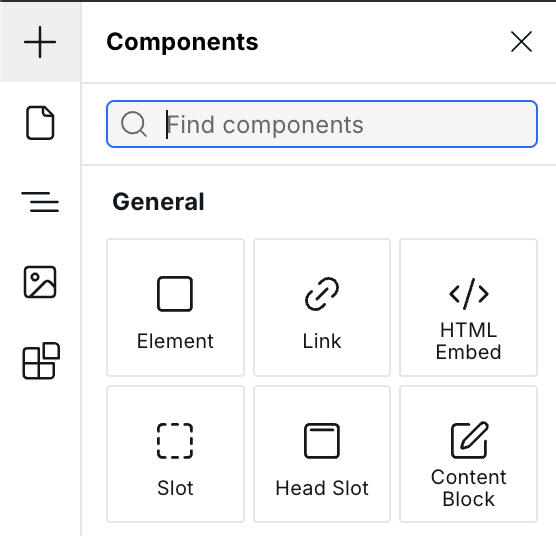 Components
Find components
General
Element
Link
HTML
Embed
Slot
Head Slot
Content
Block